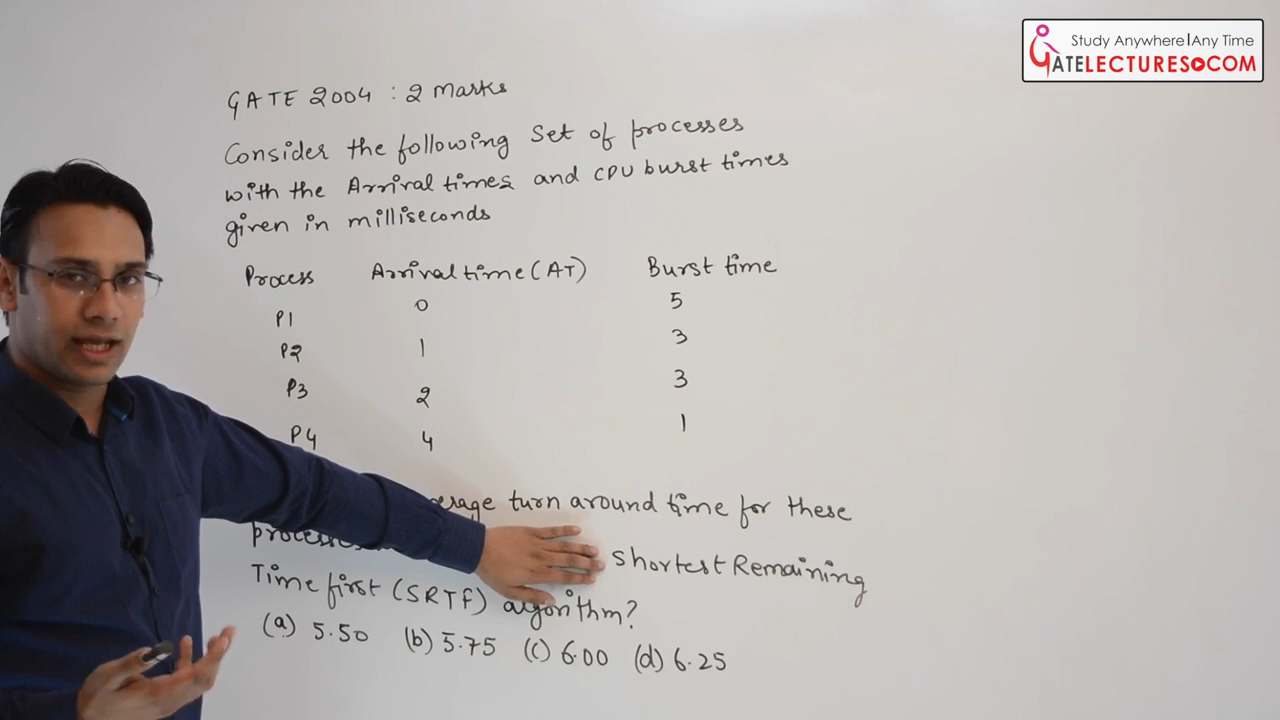 Study Anywhere|Any Time
GATELECTURES.COM
GATE 2004 : 2 Marks
Consider the following Set of processes
with the Arrival times and CPU burst times
given in milliseconds
Process Arrival time (AT) Burst time
P1 0 5
P2 1 3
P3 2 3
P4 4 1
turn around time for these
shortest Remaining
Time first (SRTF) algorithm?
(a) 5.50 (b) 5.75 (c) 6.00 (d) 6.25